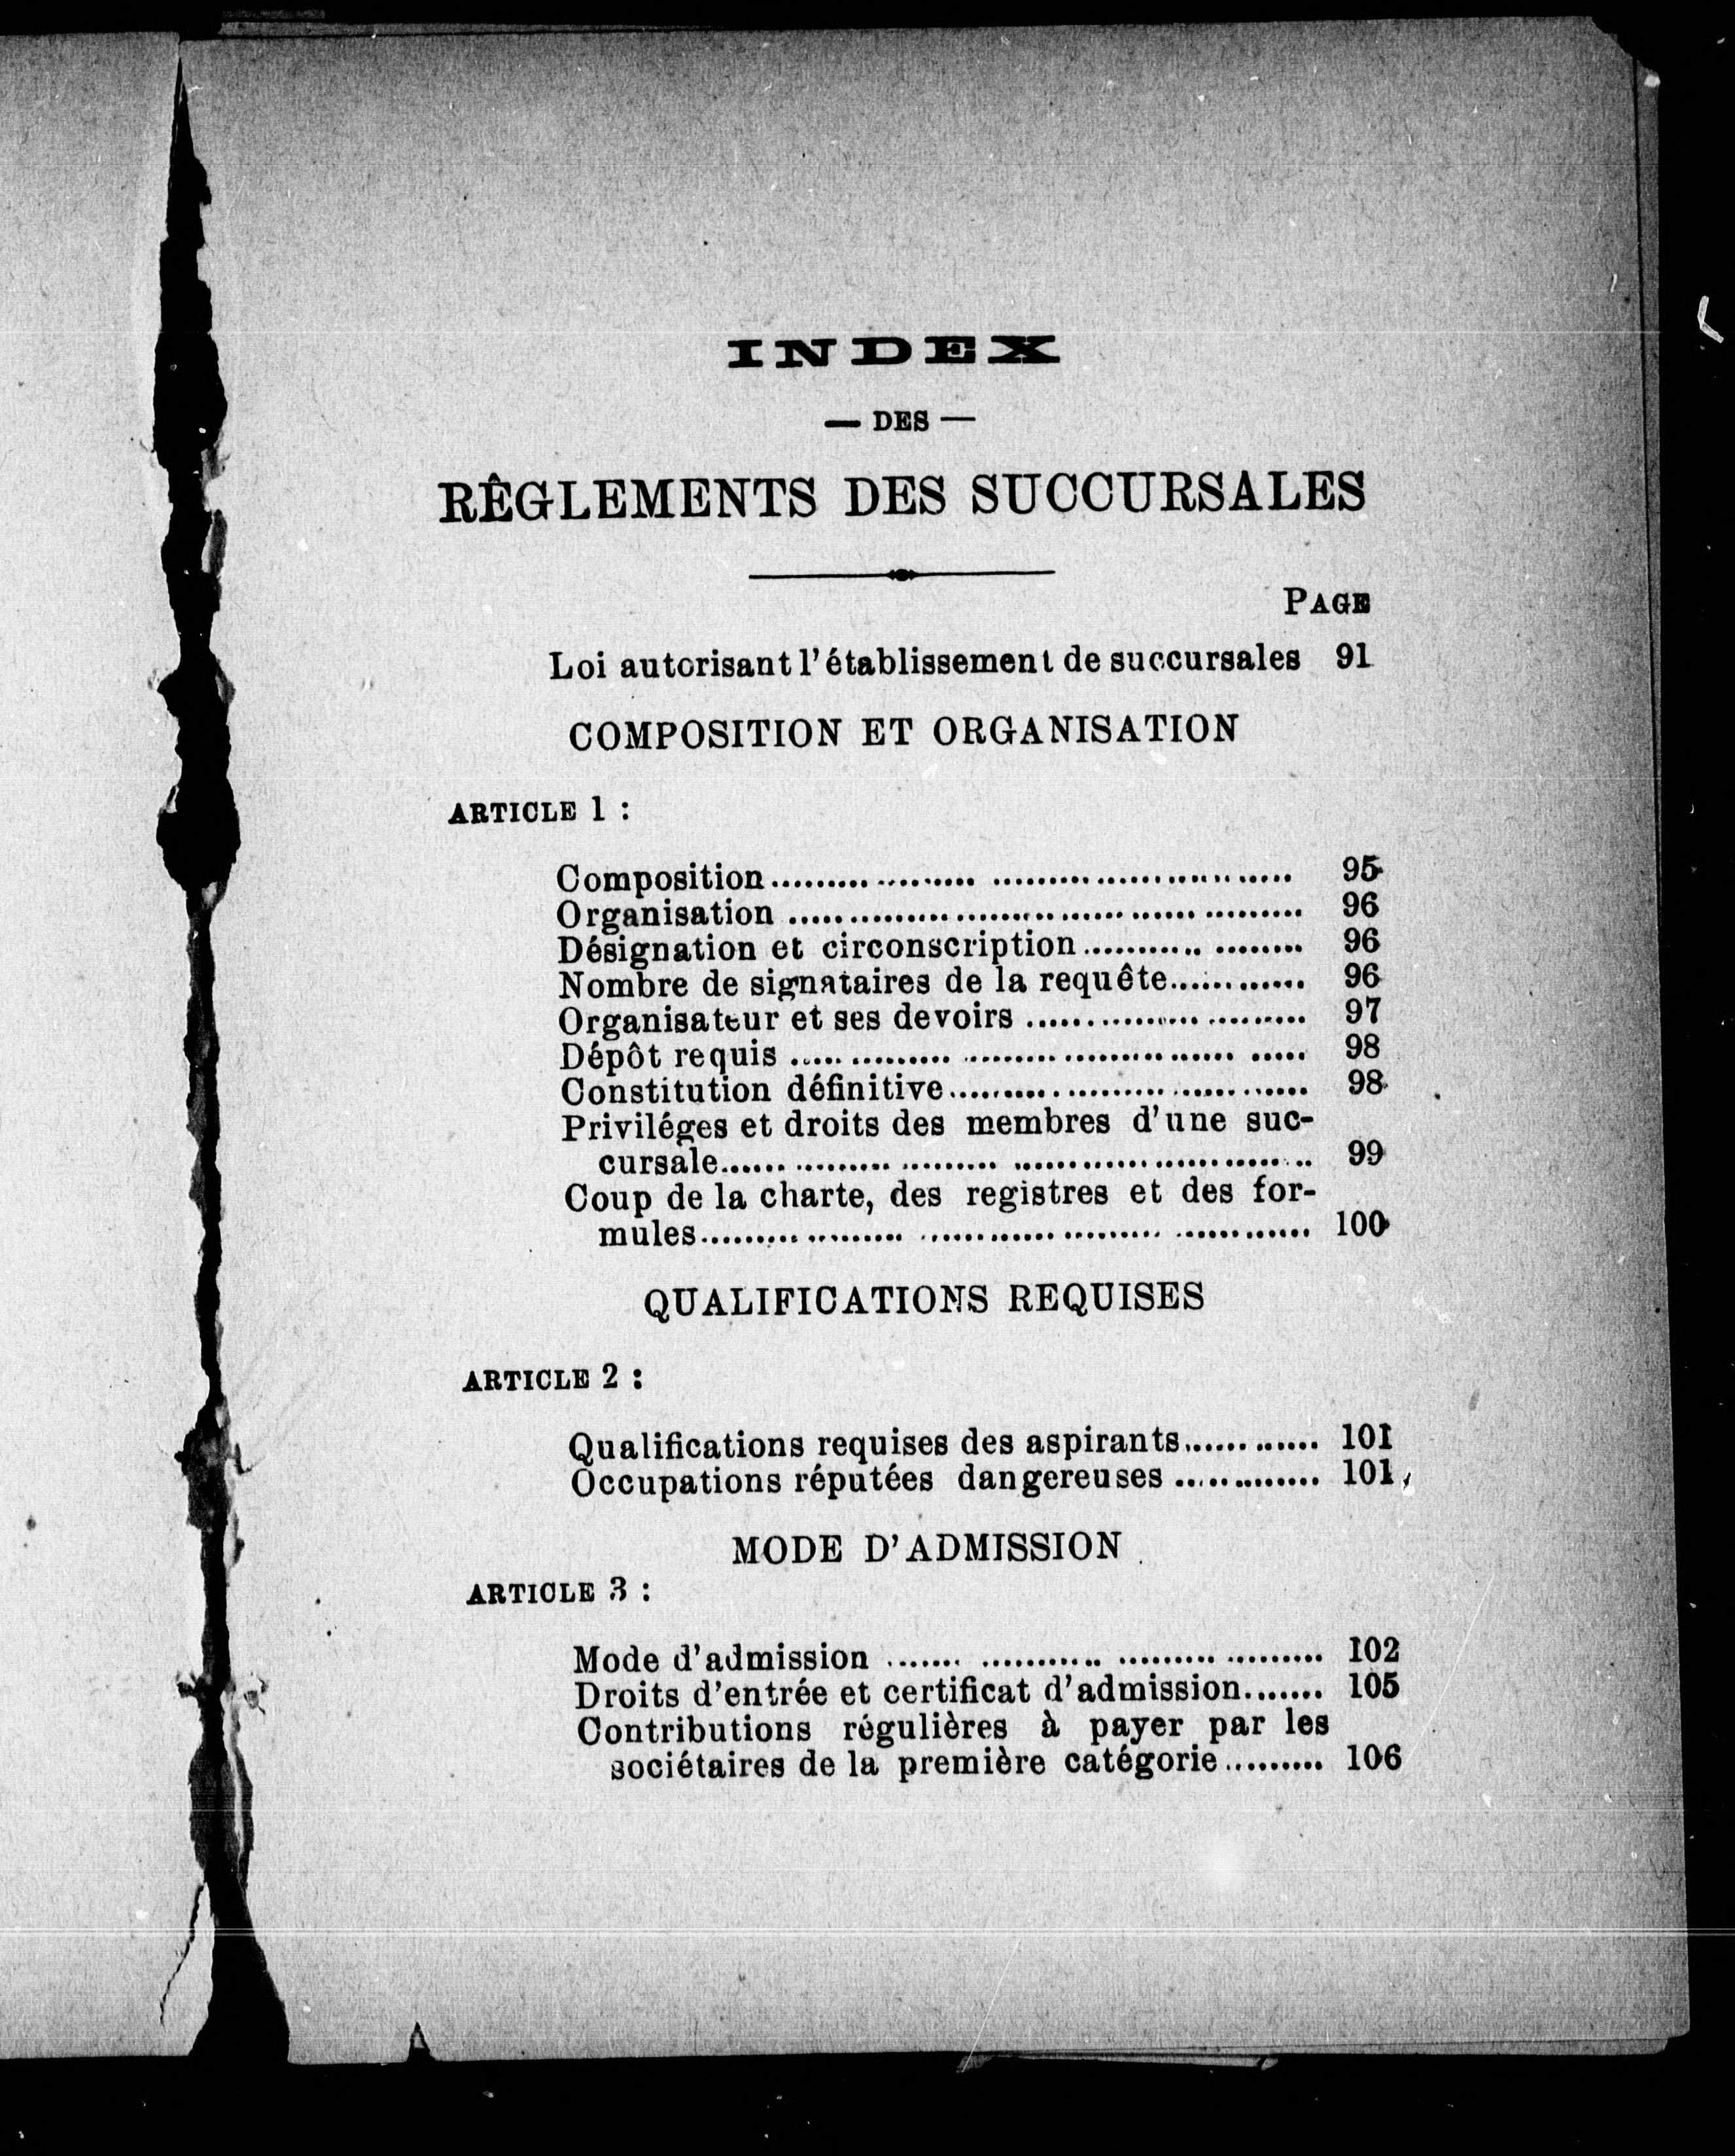 INDEX
— DES —
RÊGLEMENTS DES SUCCURSALES
PAGE
Loi autorisant l'établissement de succursales 91
COMPOSITION ET ORGANISATION
ARTICLE 1 :
Composition.................................................. 95
Organisation .................................................. 96
Désignation et circonscription.................... 96
Nombre de signataires de la requête............. 96
Organisateur et ses devoirs ........................... 97
Dépôt requis .................................................. 98
Constitution définitive................................... 98
Priviléges et droits des membres d'une suc-
cursale.......................................................... 99
Coup de la charte, des registres et des for-
mules............................................................ 100
QUALIFICATIONS REQUISES
ARTICLE 2 :
Qualifications requises des aspirants............. 101
Occupations réputées dangereuses .............. 101
MODE D'ADMISSION
ARTICLE 3 :
Mode d'admission ........................................ 102
Droits d'entrée et certificat d'admission....... 105
Contributions régulières à payer par les
sociétaires de la première catégorie......... 106